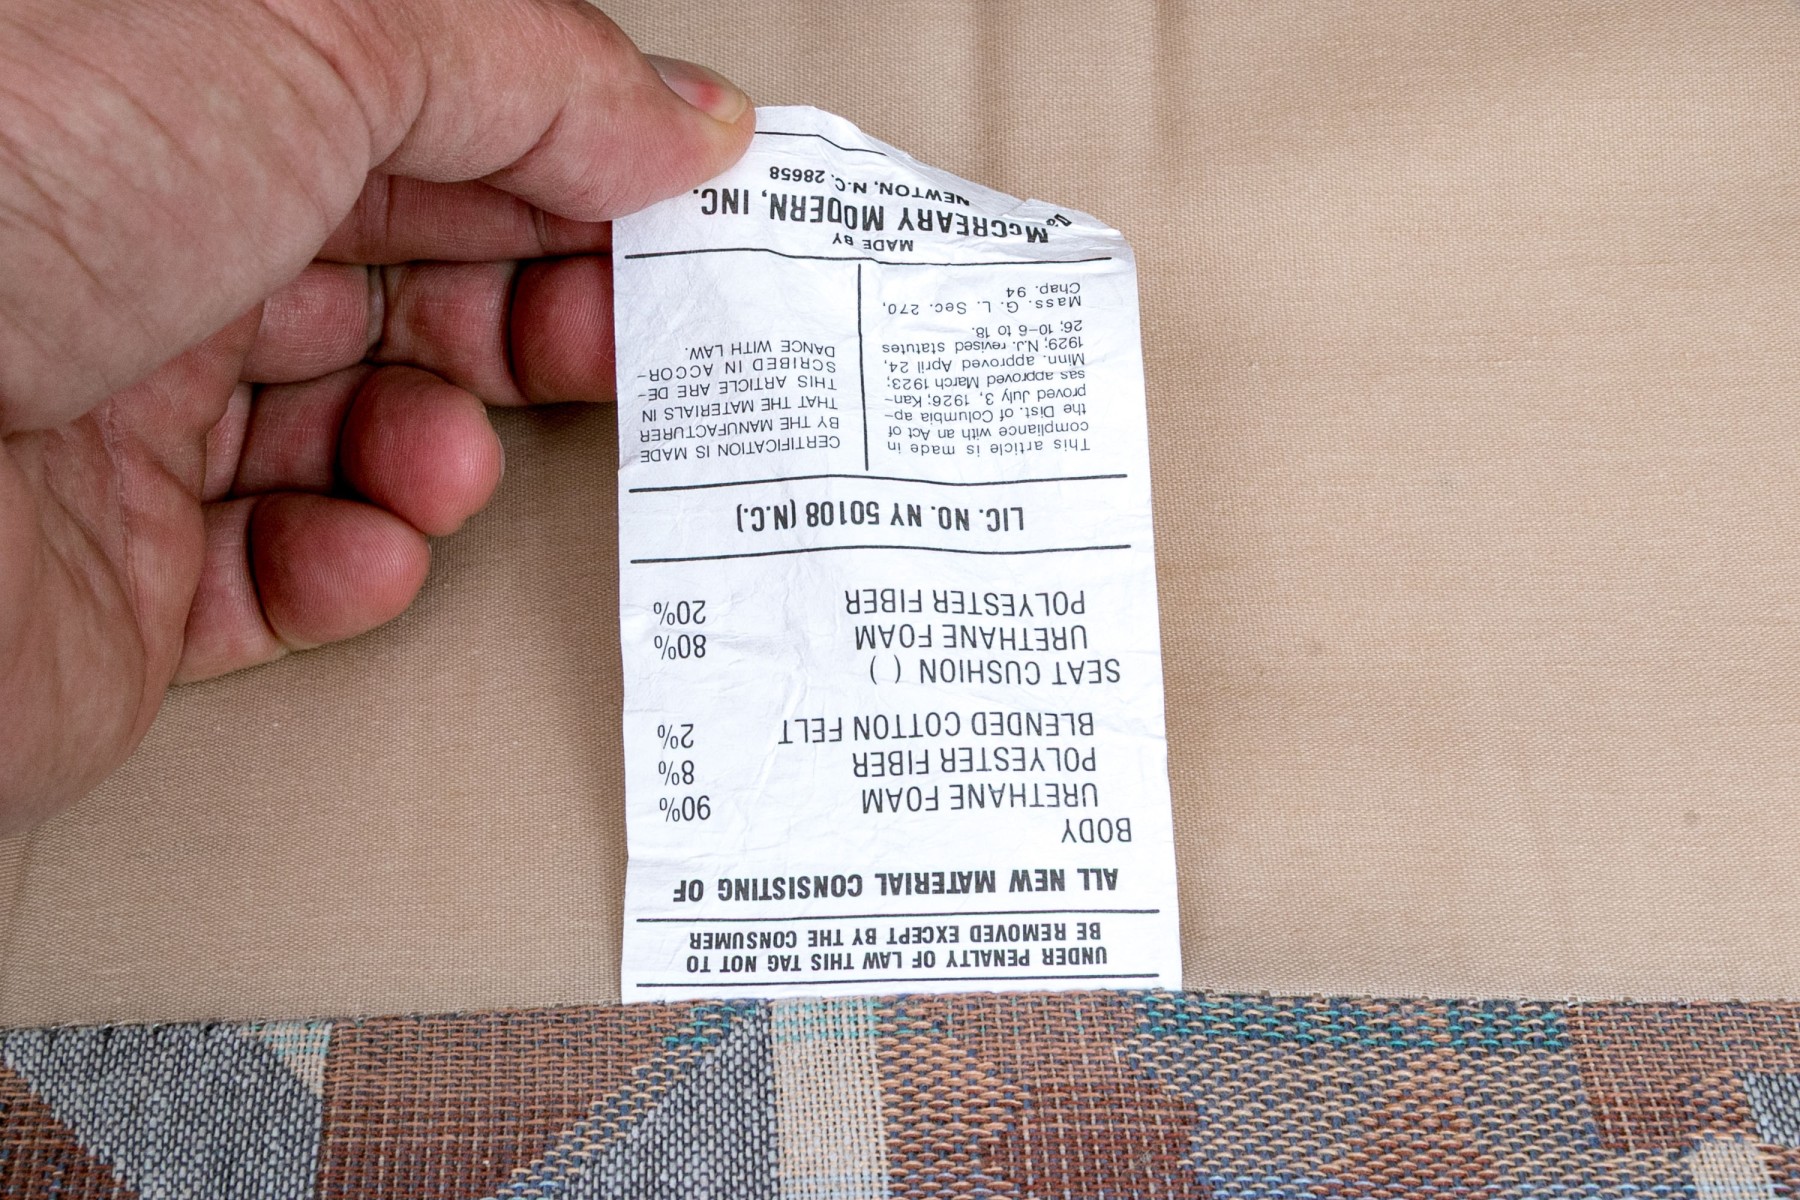 UNDER PENALTY OF LAW THIS TAG NOT TO
BE REMOVED EXCEPT BY THE CONSUMER
ALL NEW MATERIAL CONSISTING OF
BODY
URETHANE FOAM 90%
POLYESTER FIBER 8%
BLENDED COTTON FELT 2%
SEAT CUSHION ( )
URETHANE FOAM 80%
POLYESTER FIBER 20%
LIC. NO. NY 50108 (N.C.)
This article is made in
compliance with an Act of
the Dist. of Columbia ap-
proved July 3, 1926; Kan-
sas approved March 1923;
Minn. approved April 24,
1929; N.J. revised statutes
26; 10-6 to 18.
Mass. G. L. Sec. 270,
Chap. 94
CERTIFICATION IS MADE
BY THE MANUFACTURER
THAT THE MATERIALS IN
THIS ARTICLE ARE DE-
SCRIBED IN ACCOR-
DANCE WITH LAW.
MADE BY
McCREARY MODERN, INC.
NEWTON, N.C. 28658